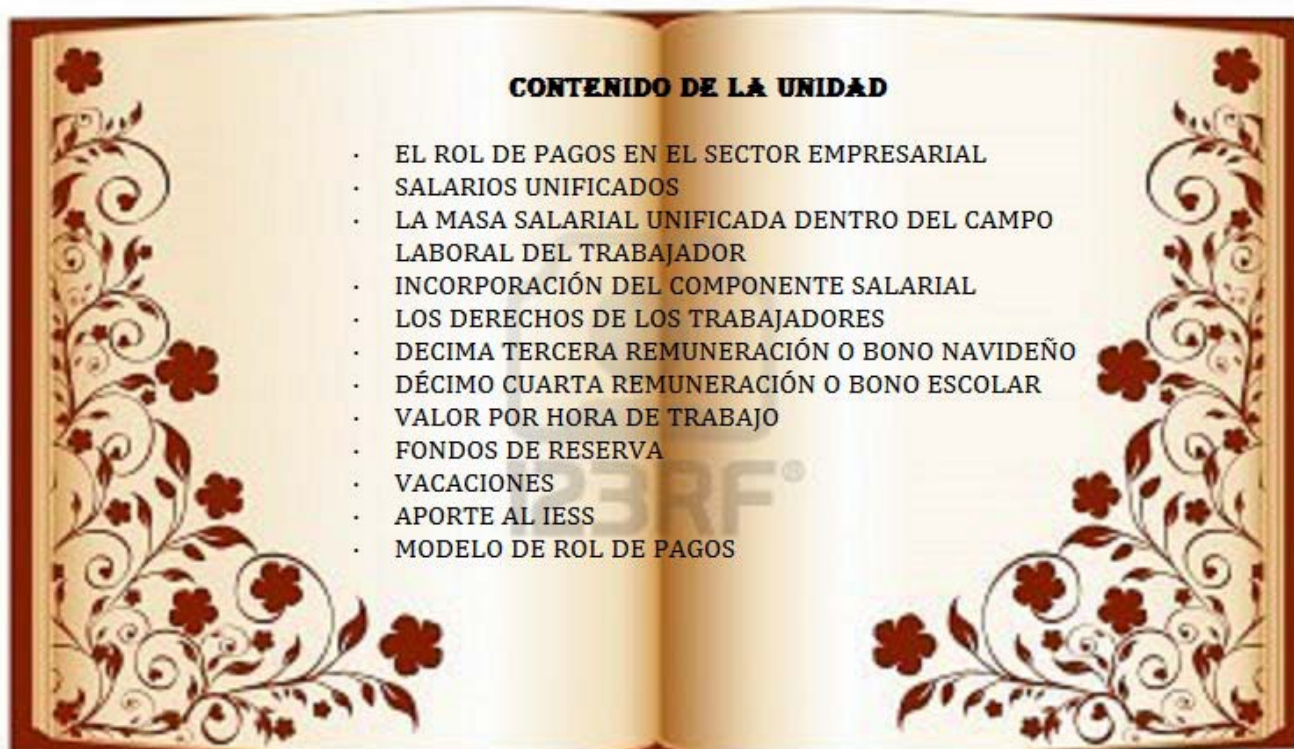 CONTENIDO DE LA UNIDAD
· EL ROL DE PAGOS EN EL SECTOR EMPRESARIAL
· SALARIOS UNIFICADOS
· LA MASA SALARIAL UNIFICADA DENTRO DEL CAMPO
LABORAL DEL TRABAJADOR
· INCORPORACIÓN DEL COMPONENTE SALARIAL
· LOS DERECHOS DE LOS TRABAJADORES
· DECIMA TERCERA REMUNERACIÓN O BONO NAVIDEÑO
· DÉCIMO CUARTA REMUNERACIÓN O BONO ESCOLAR
· VALOR POR HORA DE TRABAJO
· FONDOS DE RESERVA
· VACACIONES
· APORTE AL IESS
· MODELO DE ROL DE PAGOS
123RF®